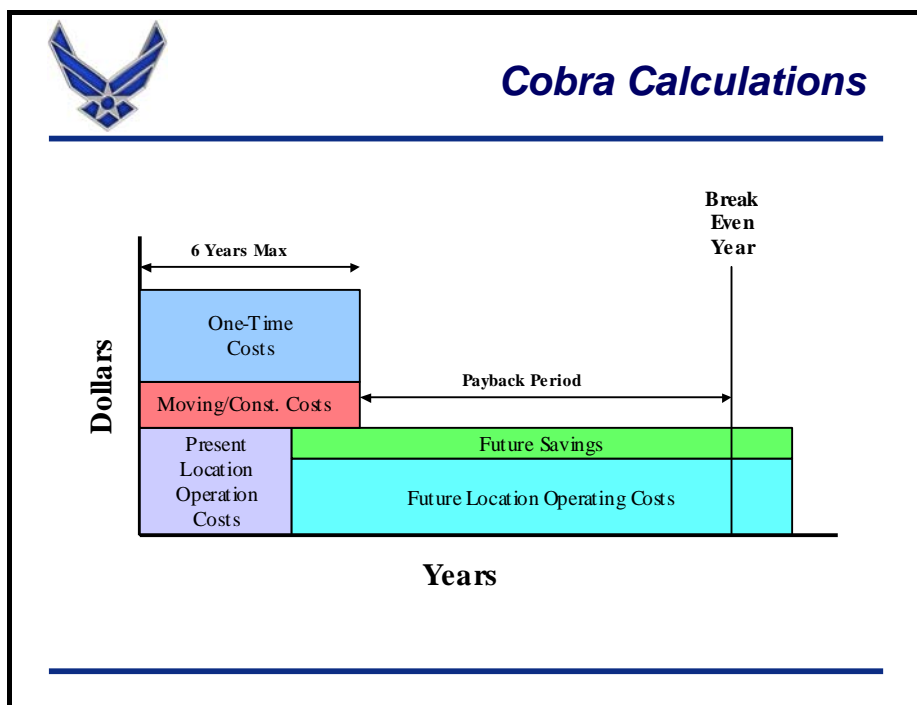 Cobra Calculations
Break
Even
Year
6 Years Max
One-Time
Costs
Payback Period
Moving/Const. Costs
Dollars
Present
Location
Operation
Costs
Future Savings
Future Location Operating Costs
Years